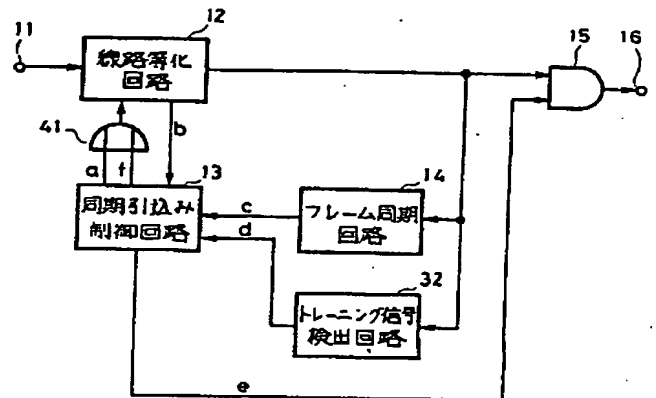 11
12
線路等化
回路
15
16
41
a
f
b
13
同期引込み
制御回路
c
d
14
フレーム同期
回路
32
トレーニング信号
検出回路
e